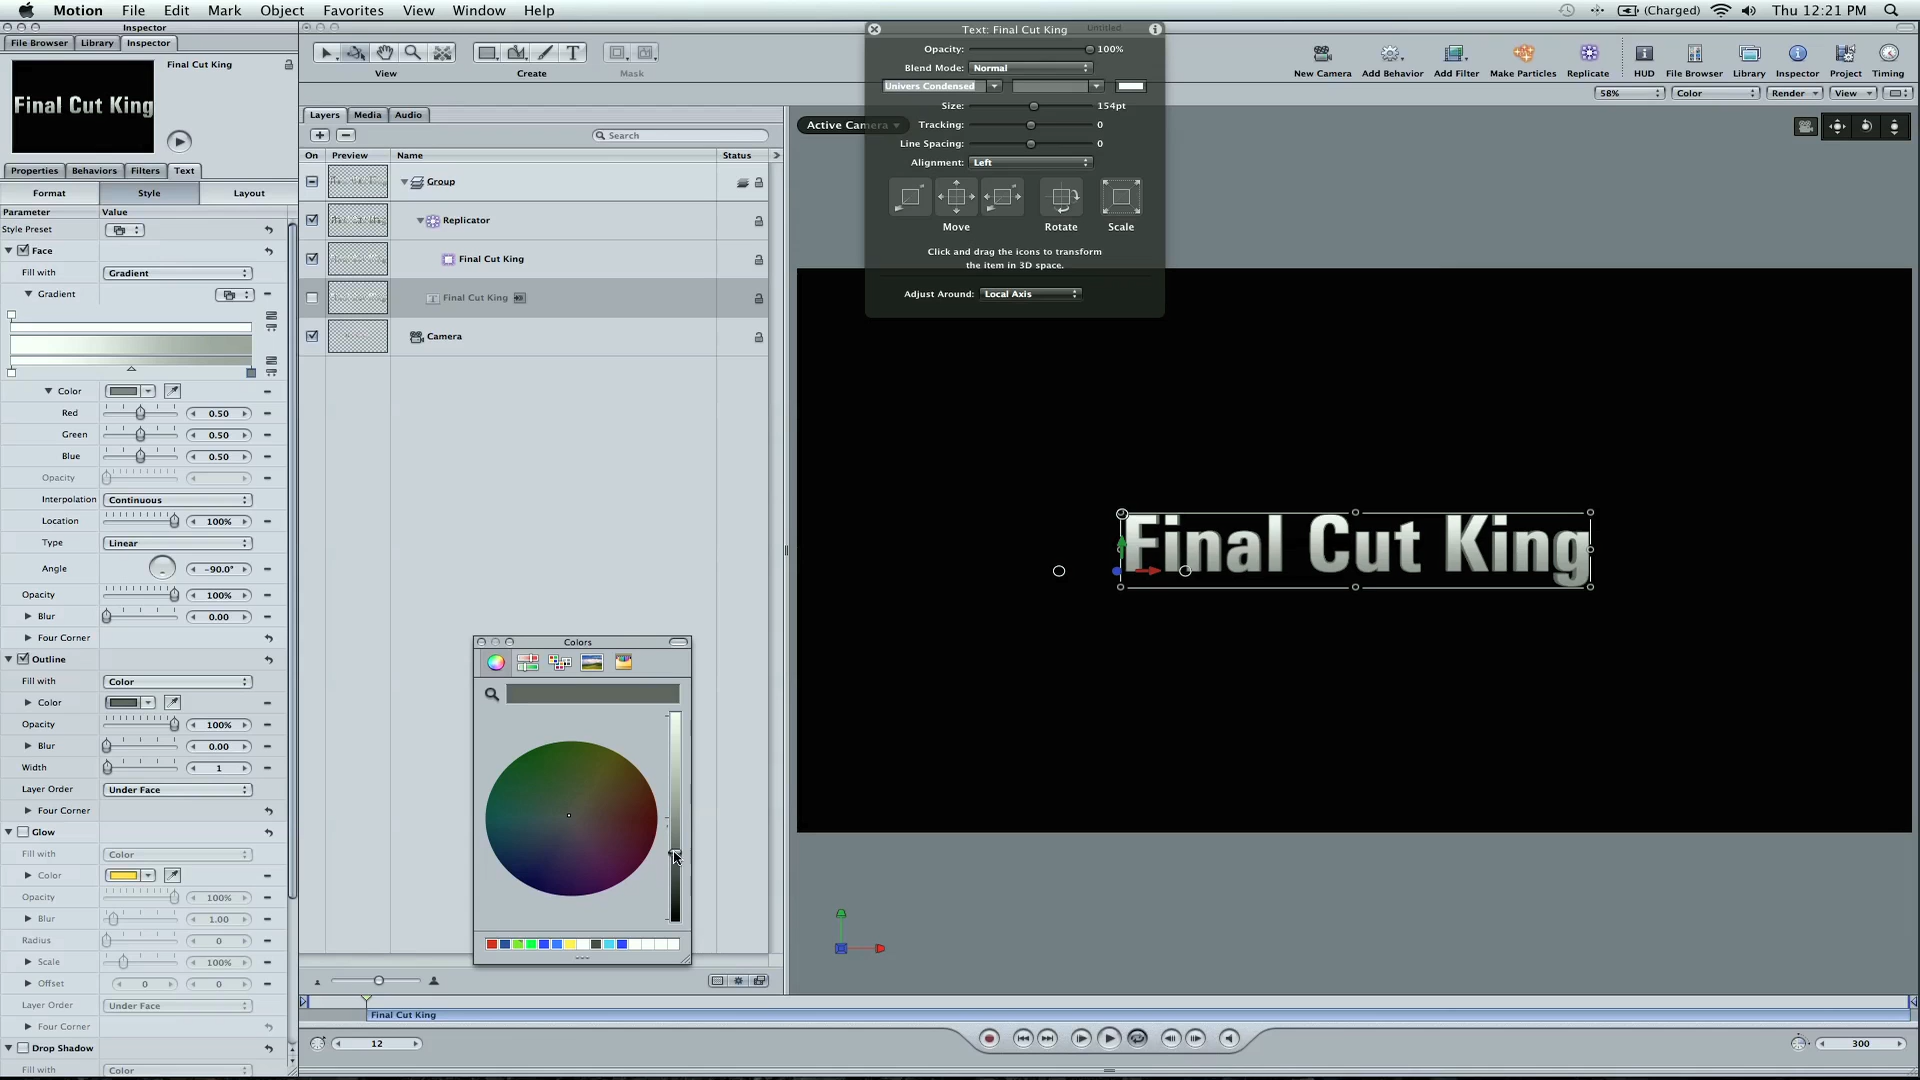 Motion File Edit Mark Object Favorites View Window Help
(Charged) Thu 12:21 PM
Inspector
File Browser Library Inspector
Final Cut King
Final Cut King
Properties Behaviors Filters Text
Format Style Layout
Parameter Value
Style Preset
Face
Fill with Gradient
Gradient
Color
Red 0.50
Green 0.50
Blue 0.50
Opacity
Interpolation Continuous
Location 100%
Type Linear
Angle -90.0°
Opacity 100%
Blur 0.00
Four Corner
Outline
Fill with Color
Color
Opacity 100%
Blur 0.00
Width 1
Layer Order Under Face
Four Corner
Glow
Fill with Color
Color
Opacity 100%
Blur 1.00
Radius 0
Scale 100%
Offset 0 0
Layer Order Under Face
Four Corner
Drop Shadow
Fill with Color
View Create Mask
Layers Media Audio
Search
On Preview Name Status
Group
Replicator
Final Cut King
Final Cut King
Camera
Colors
Untitled
Text: Final Cut King
Opacity: 100%
Blend Mode: Normal
Univers Condensed
Size: 154pt
Tracking: 0
Line Spacing: 0
Alignment: Left
Move Rotate Scale
Click and drag the icons to transform
the item in 3D space.
Adjust Around: Local Axis
New Camera Add Behavior Add Filter Make Particles Replicate HUD File Browser Library Inspector Project Timing
58% Color Render View
Active Camera
Final Cut King
Final Cut King
12
300